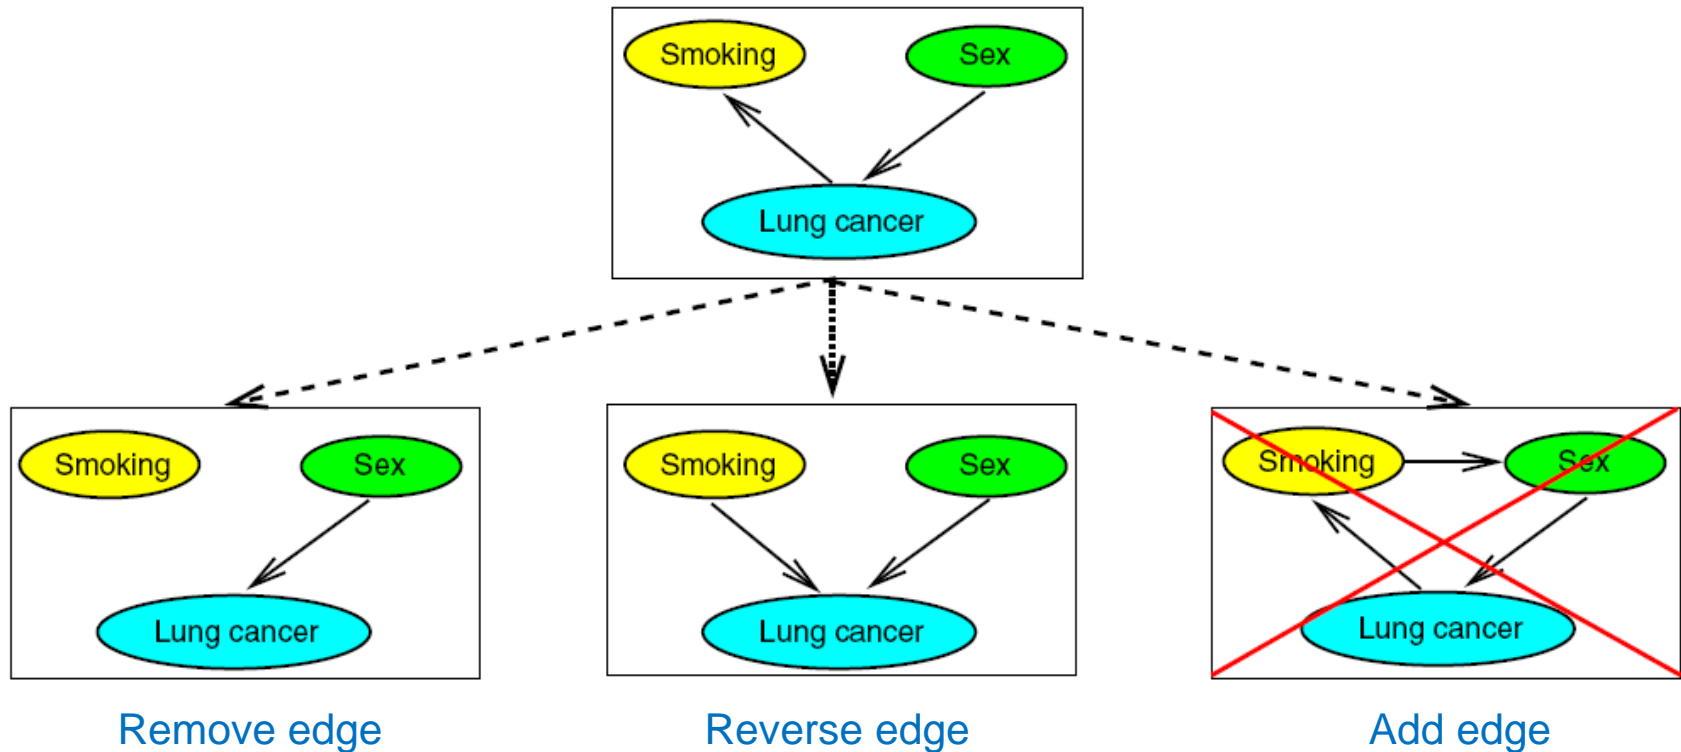 Smoking
Sex
Lung cancer
Smoking
Sex
Lung cancer
Remove edge
Smoking
Sex
Lung cancer
Reverse edge
Smoking
Sex
Lung cancer
Add edge